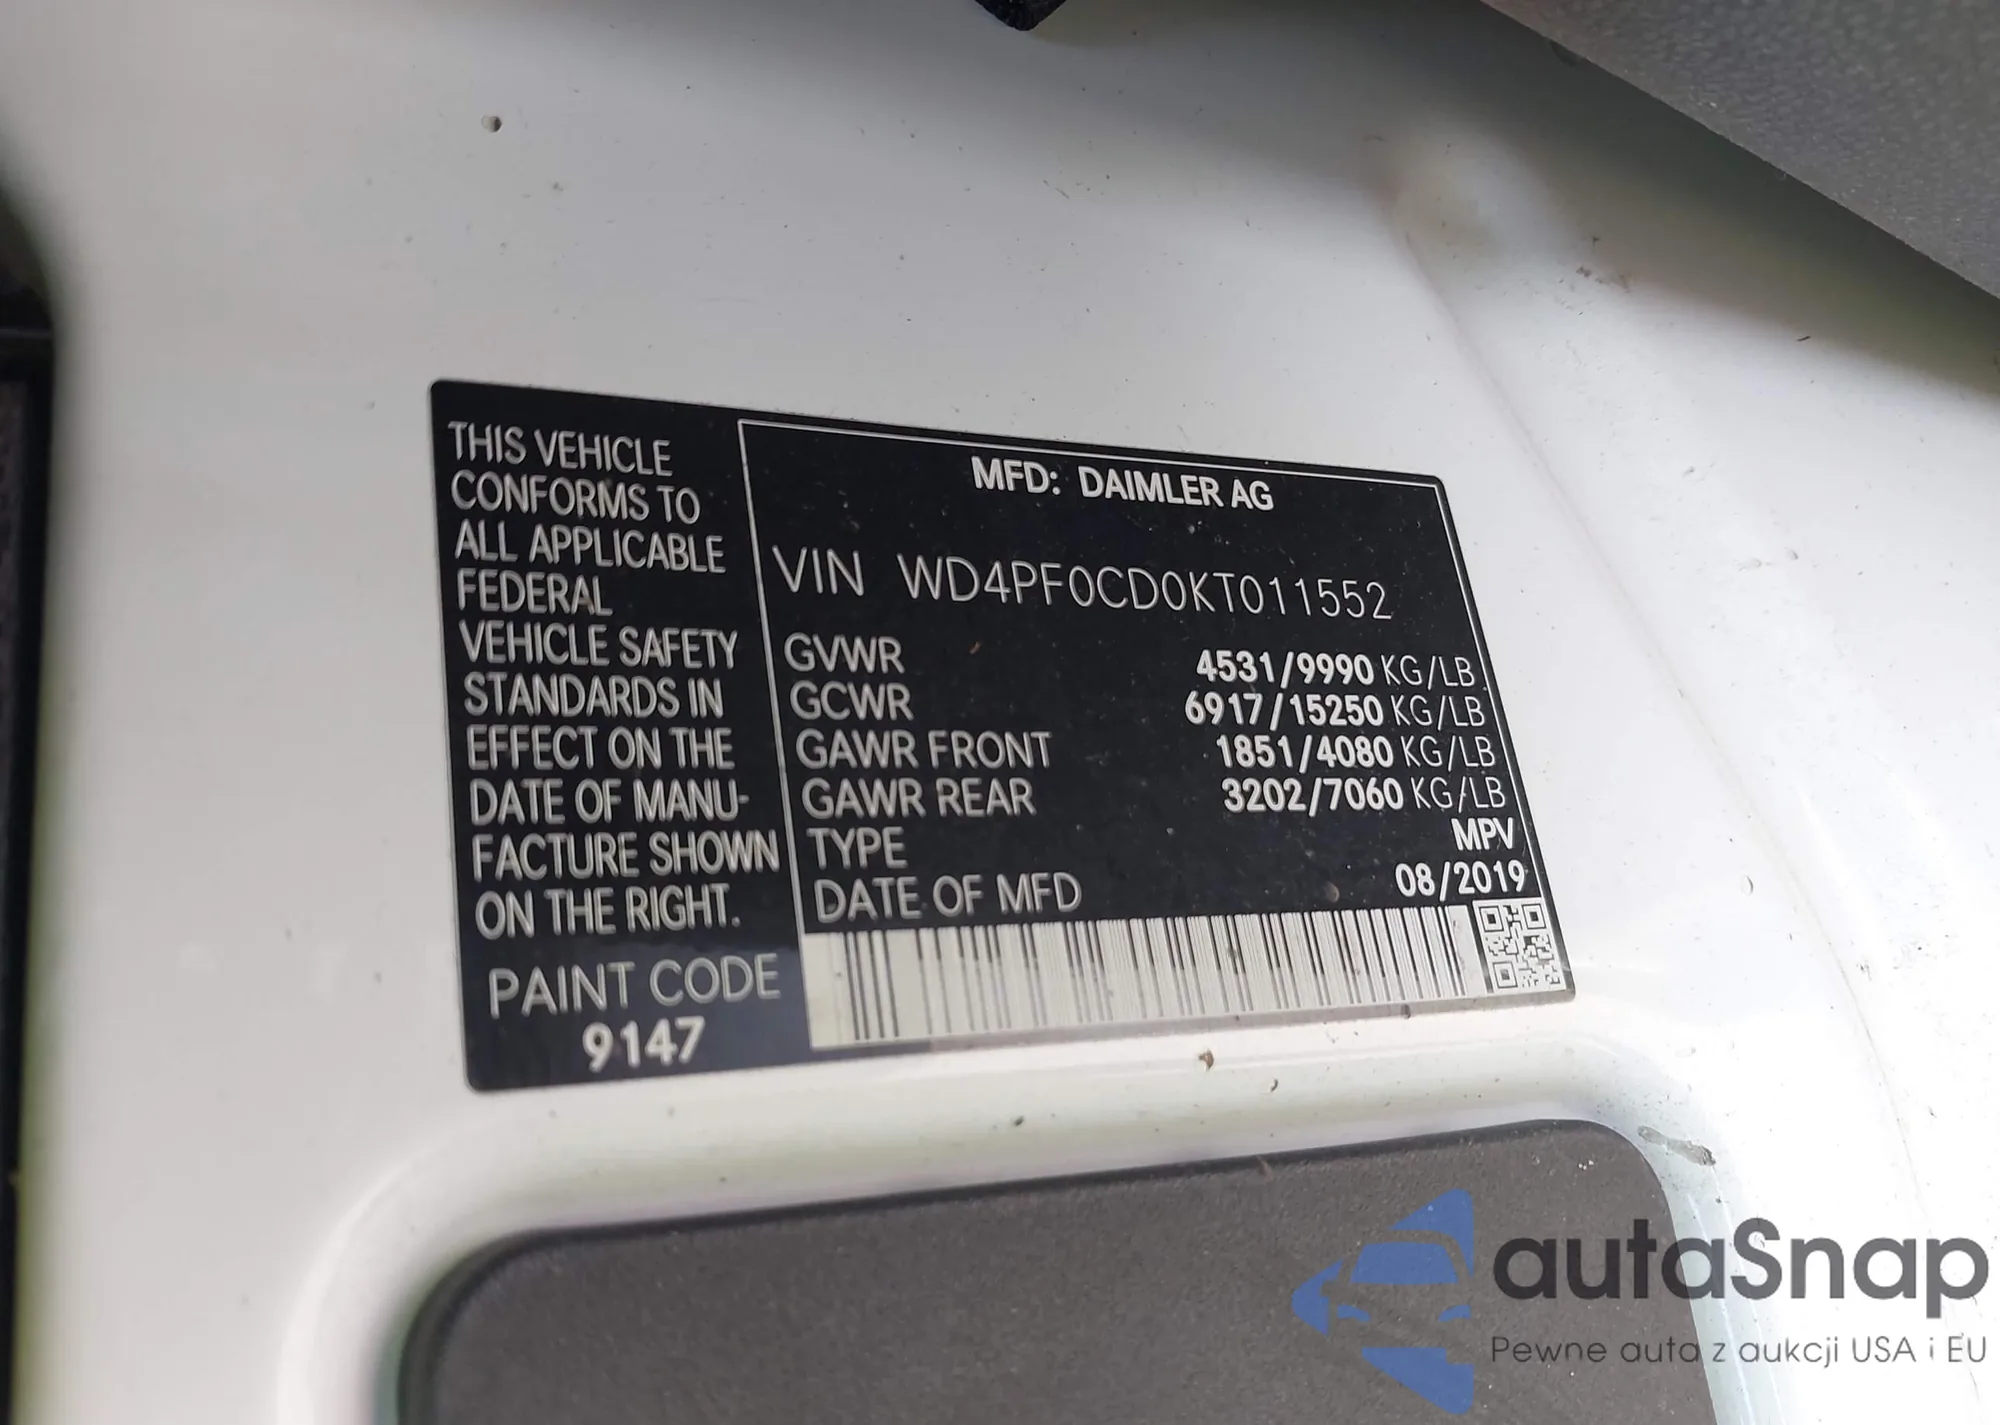 THIS VEHICLE
CONFORMS TO
ALL APPLICABLE
FEDERAL
VEHICLE SAFETY
STANDARDS IN
EFFECT ON THE
DATE OF MANU-
FACTURE SHOWN
ON THE RIGHT.
PAINT CODE
9147
MFD: DAIMLER AG
VIN WD4PF0CD0KT011552
GVWR 4531/9990 KG/LB
GCWR 6917/15250 KG/LB
GAWR FRONT 1851/4080 KG/LB
GAWR REAR 3202/7060 KG/LB
TYPE MPV
DATE OF MFD 08/2019
autaSnap
Pewne auta z aukcji USA i EU